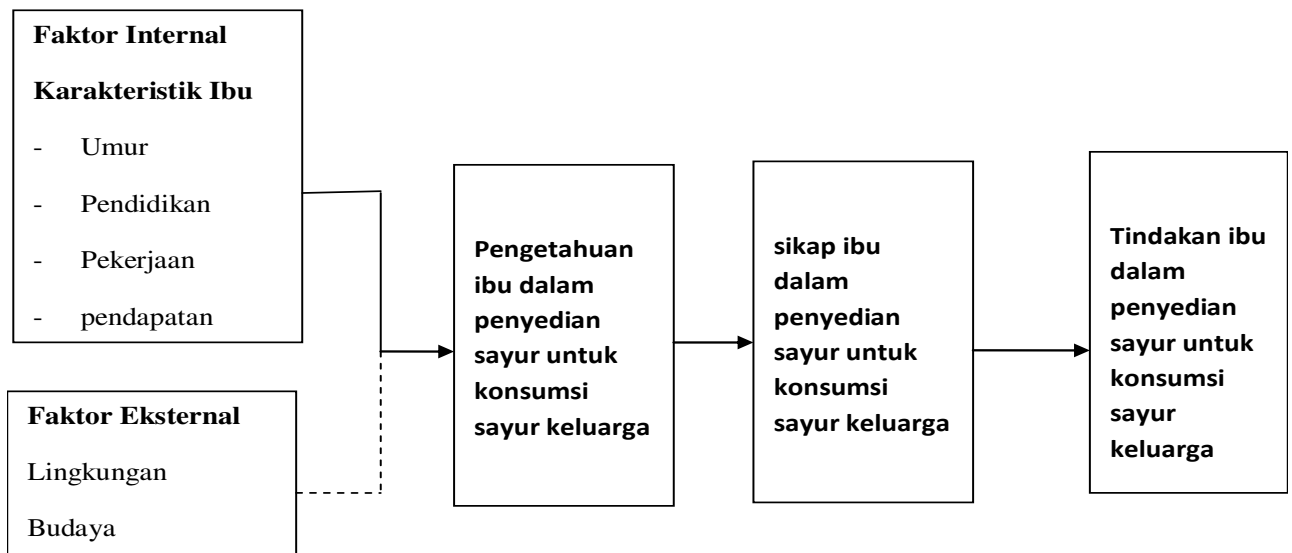 Faktor Internal
Karakteristik Ibu
- Umur
- Pendidikan
- Pekerjaan
- pendapatan
Faktor Eksternal
Lingkungan
Budaya
Pengetahuan
ibu dalam
penyedian
sayur untuk
konsumsi
sayur keluarga
sikap ibu
dalam
penyedian
sayur untuk
konsumsi
sayur keluarga
Tindakan ibu
dalam
penyedian
sayur untuk
konsumsi
sayur
keluarga